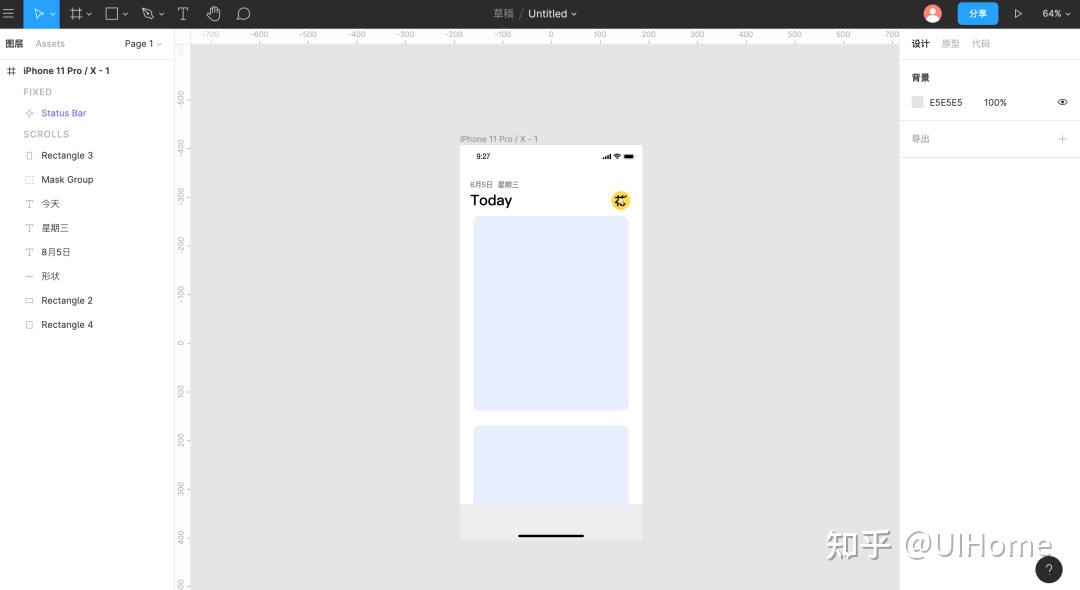 草稿 / Untitled
分享
64%
图层 Assets Page 1
iPhone 11 Pro / X - 1
FIXED
Status Bar
SCROLLS
Rectangle 3
Mask Group
今天
星期三
8月5日
形状
Rectangle 2
Rectangle 4
-700 -600 -500 -400 -300 -200 -100 0 100 200 300 400 500 600 700
-500
-400
-300
-200
-100
0
100
200
300
400
iPhone 11 Pro / X - 1
9:27
8月5日 星期三
Today
花
设计 原型 代码
背景
E5E5E5 100%
导出
知乎 @UIHome
?